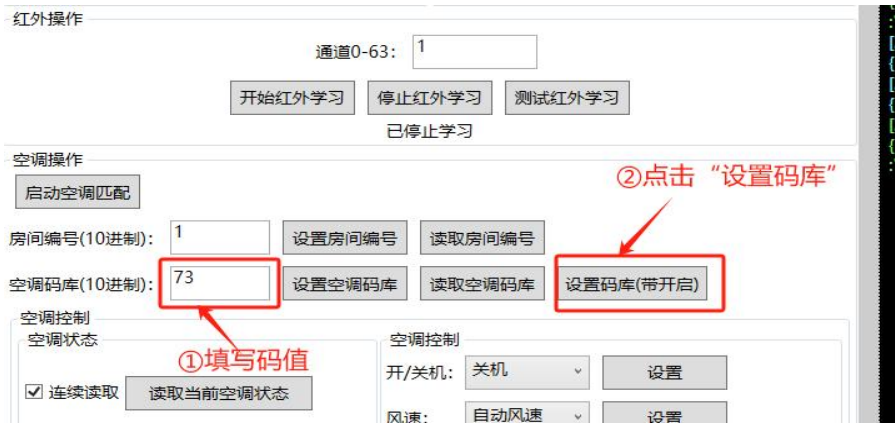 红外操作
通道0-63: 1
开始红外学习 停止红外学习 测试红外学习
已停止学习
空调操作
②点击“设置码库”
启动空调匹配
房间编号(10进制): 1 设置房间编号 读取房间编号
空调码库(10进制): 73 设置空调码库 读取空调码库 设置码库(带开启)
空调控制
空调状态 空调控制
①填写码值
开/关机: 关机 设置
连续读取 读取当前空调状态
风速: 自动风速 设置